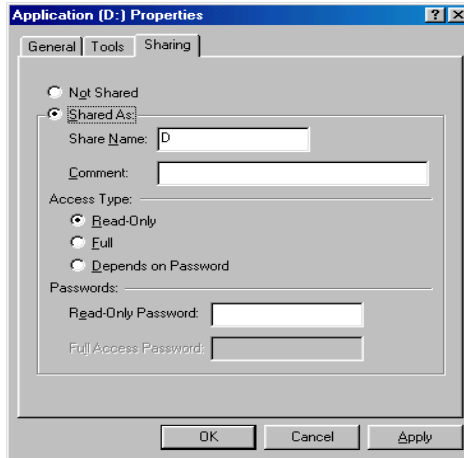 Application (D:) Properties
General Tools Sharing
Not Shared
Shared As:
Share Name: D
Comment:
Access Type:
Read-Only
Full
Depends on Password
Passwords:
Read-Only Password:
Full Access Password:
OK Cancel Apply